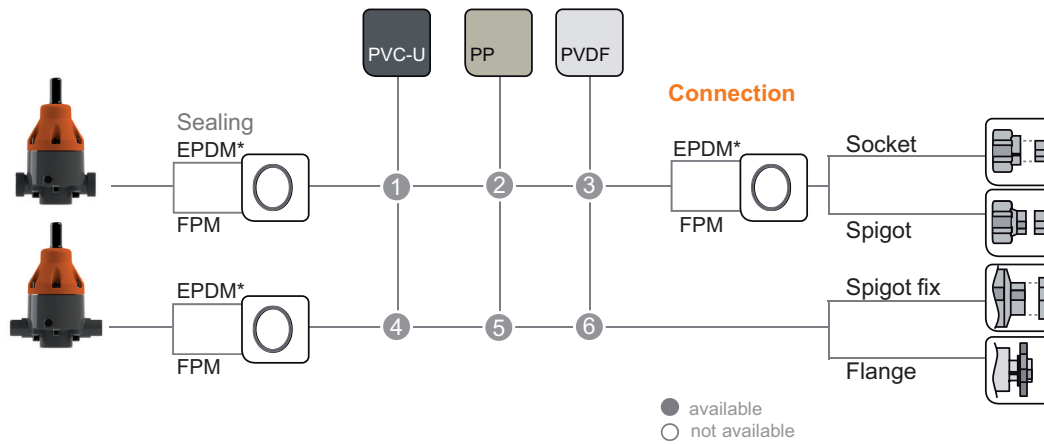 PVC-U
PP
PVDF
Connection
Sealing
EPDM*
FPM
1
2
3
EPDM*
FPM
Socket
Spigot
EPDM*
FPM
4
5
6
Spigot fix
Flange
available
not available